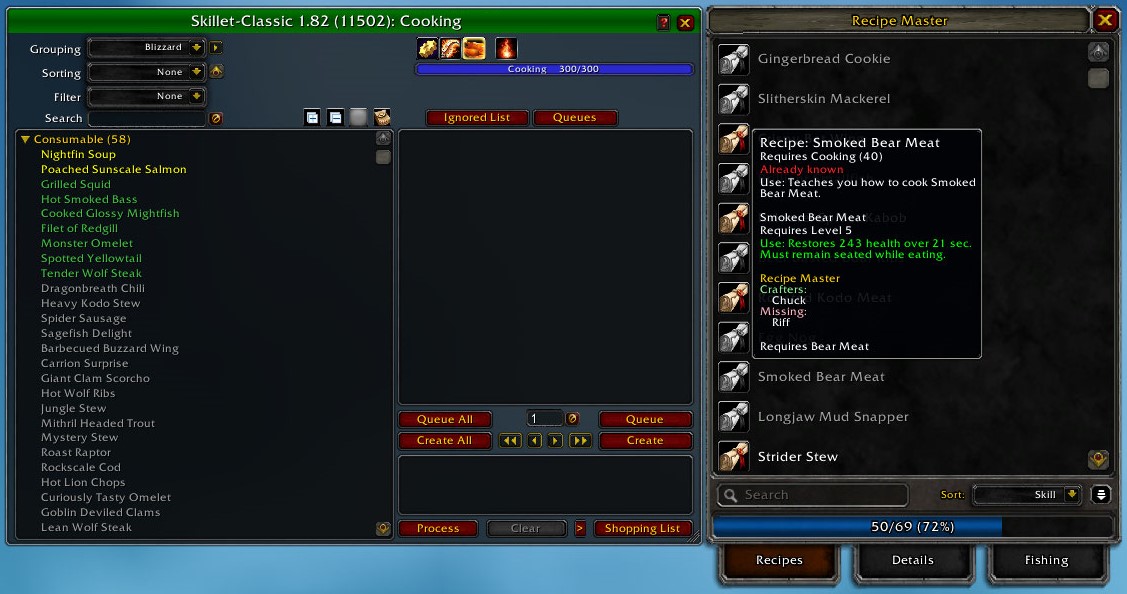 Skillet-Classic 1.82 (11502): Cooking
Grouping
Blizzard
Sorting
None
Filter
None
Search
Cooking 300/300
Ignored List
Queues
Consumable (58)
Nightfin Soup
Poached Sunscale Salmon
Grilled Squid
Hot Smoked Bass
Cooked Glossy Mightfish
Filet of Redgill
Monster Omelet
Spotted Yellowtail
Tender Wolf Steak
Dragonbreath Chili
Heavy Kodo Stew
Spider Sausage
Sagefish Delight
Barbecued Buzzard Wing
Carrion Surprise
Giant Clam Scorcho
Hot Wolf Ribs
Jungle Stew
Mithril Headed Trout
Mystery Stew
Roast Raptor
Rockscale Cod
Hot Lion Chops
Curiously Tasty Omelet
Goblin Deviled Clams
Lean Wolf Steak
Queue All
1
Queue
Create All
Create
Process
Clear
>
Shopping List
Recipe Master
Gingerbread Cookie
Slitherskin Mackerel
Recipe: Smoked Bear Meat
Requires Cooking (40)
Already known
Use: Teaches you how to cook Smoked
Bear Meat.
Smoked Bear Meat
Requires Level 5
Use: Restores 243 health over 21 sec.
Must remain seated while eating.
Recipe Master
Crafters:
Chuck
Missing:
Riff
Requires Bear Meat
Kabob
Kodo Meat
Smoked Bear Meat
Longjaw Mud Snapper
Strider Stew
Search
Sort:
Skill
50/69 (72%)
Recipes
Details
Fishing